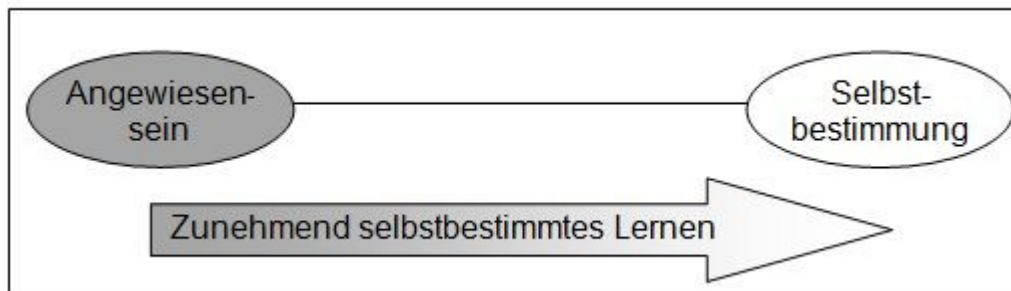 Angewiesen-
sein
Selbst-
bestimmung
Zunehmend selbstbestimmtes Lernen